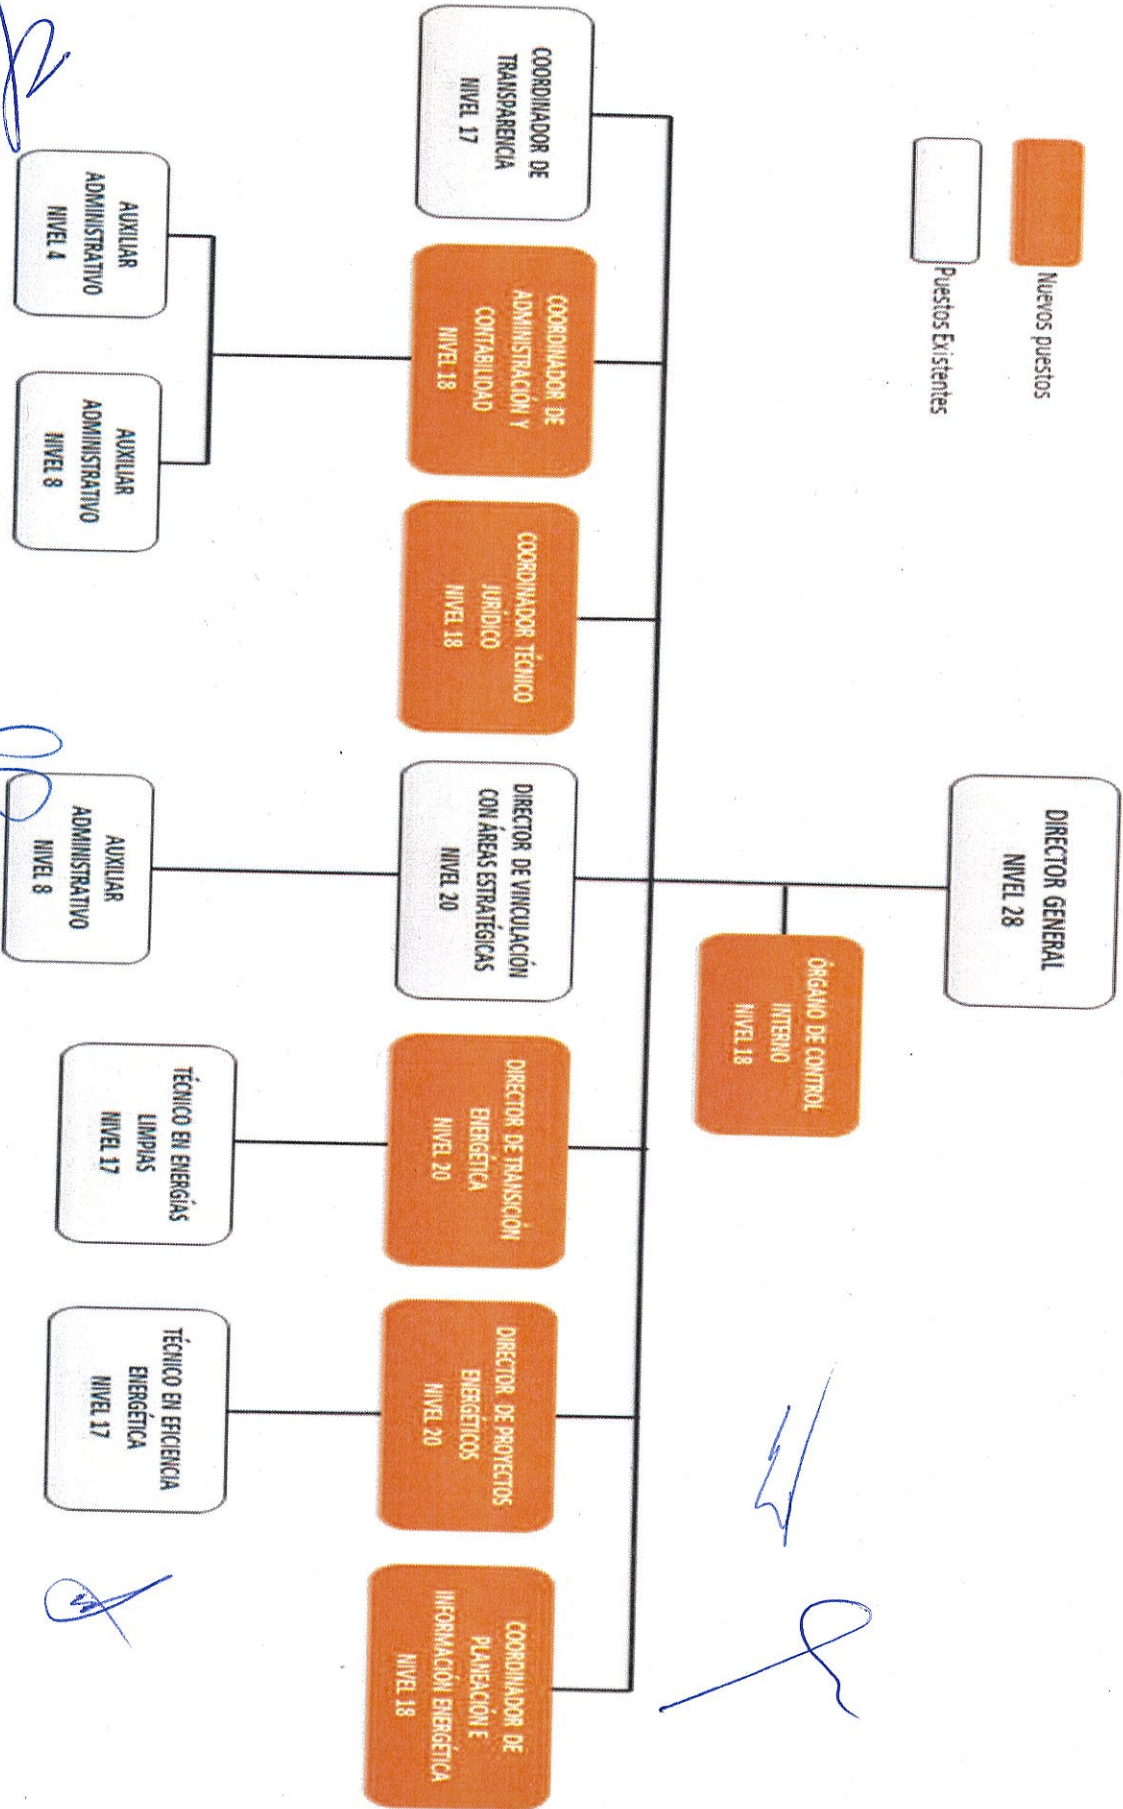 Nuevos puestos
Puestos Existentes
DIRECTOR GENERAL
NIVEL 28
ÓRGANO DE CONTROL
INTERNO
NIVEL 18
COORDINADOR DE
TRANSPARENCIA
NIVEL 17
COORDINADOR DE
ADMINISTRACIÓN Y
CONTABILIDAD
NIVEL 18
COORDINADOR TÉCNICO
JURÍDICO
NIVEL 18
DIRECTOR DE VINCULACIÓN
CON ÁREAS ESTRATÉGICAS
NIVEL 20
DIRECTOR DE TRANSICIÓN
ENERGÉTICA
NIVEL 20
DIRECTOR DE PROYECTOS
ENERGÉTICOS
NIVEL 20
COORDINADOR DE
PLANEACIÓN E
INFORMACIÓN ENERGÉTICA
NIVEL 18
AUXILIAR
ADMINISTRATIVO
NIVEL 4
AUXILIAR
ADMINISTRATIVO
NIVEL 8
AUXILIAR
ADMINISTRATIVO
NIVEL 8
TÉCNICO EN ENERGÍAS
LIMPIAS
NIVEL 17
TÉCNICO EN EFICIENCIA
ENERGÉTICA
NIVEL 17